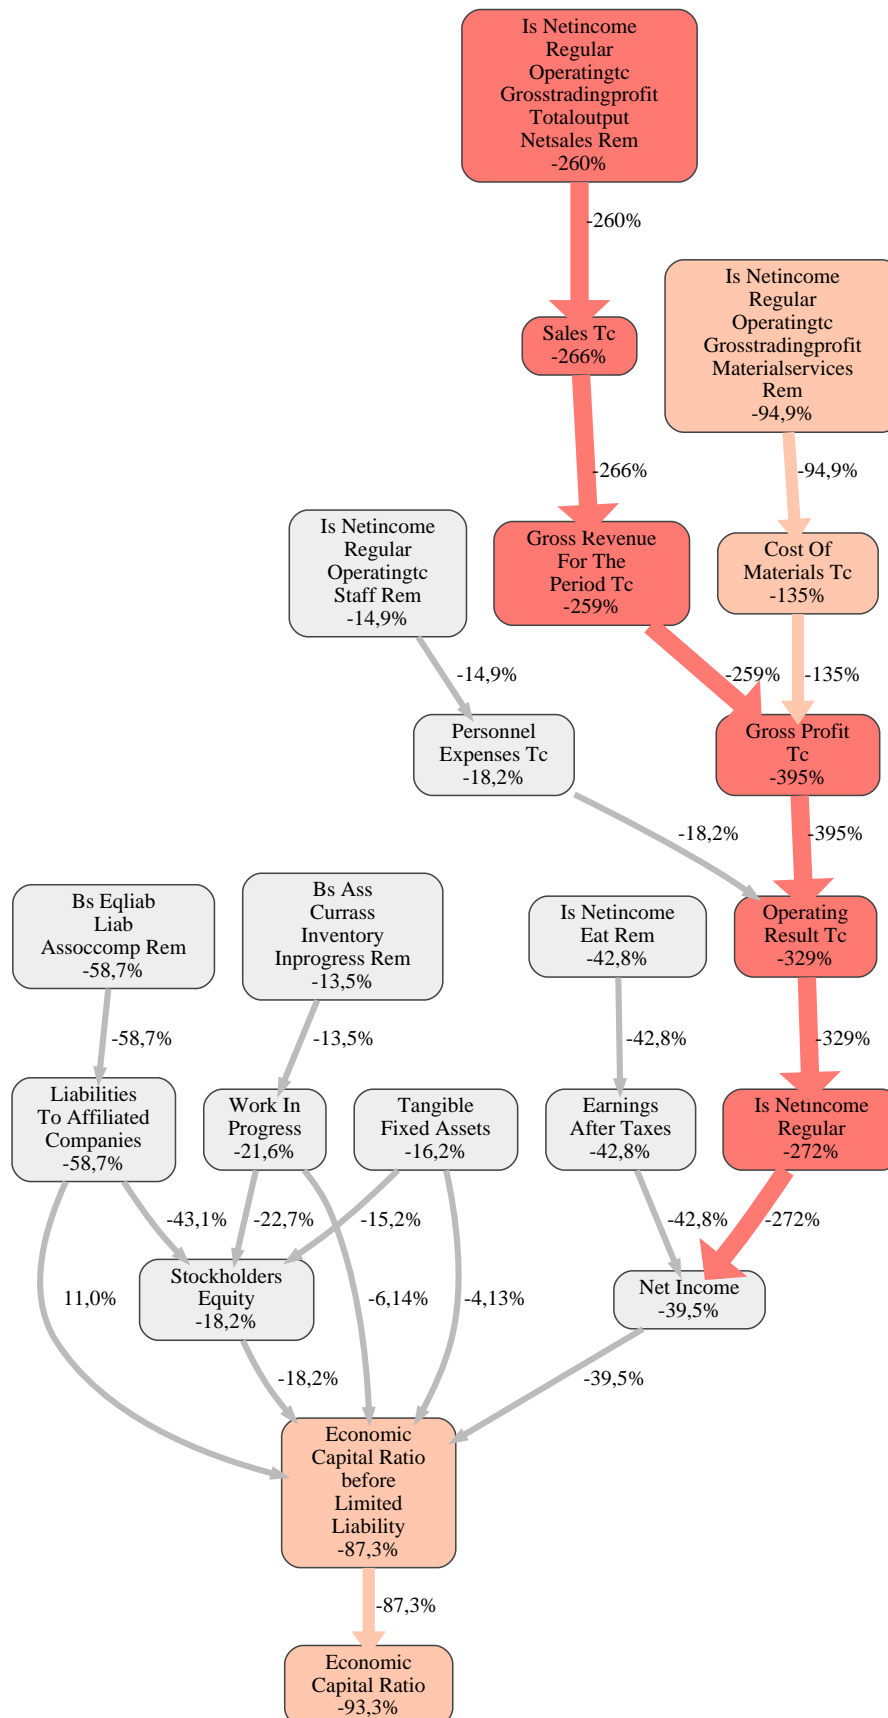 Is Netincome
Regular
Operatingtc
Grosstradingprofit
Totaloutput
Netsales Rem
-260%
-260%
Sales Tc
-266%
Is Netincome
Regular
Operatingtc
Grosstradingprofit
Materialservices
Rem
-94,9%
-266%
-94,9%
Is Netincome
Regular
Operatingtc
Staff Rem
-14,9%
Gross Revenue
For The
Period Tc
-259%
Cost Of
Materials Tc
-135%
-14,9%
-259%
-135%
Personnel
Expenses Tc
-18,2%
Gross Profit
Tc
-395%
-18,2%
-395%
Bs Eqliab
Liab
Assoccomp Rem
-58,7%
Bs Ass
Currass
Inventory
Inprogress Rem
-13,5%
Is Netincome
Eat Rem
-42,8%
Operating
Result Tc
-329%
-58,7%
-13,5%
-42,8%
-329%
Liabilities
To Affiliated
Companies
-58,7%
Work In
Progress
-21,6%
Tangible
Fixed Assets
-16,2%
Earnings
After Taxes
-42,8%
Is Netincome
Regular
-272%
-43,1%
-22,7%
-15,2%
-42,8%
-272%
11,0%
Stockholders
Equity
-18,2%
-6,14%
-4,13%
Net Income
-39,5%
-18,2%
-39,5%
Economic
Capital Ratio
before
Limited
Liability
-87,3%
-87,3%
Economic
Capital Ratio
-93,3%